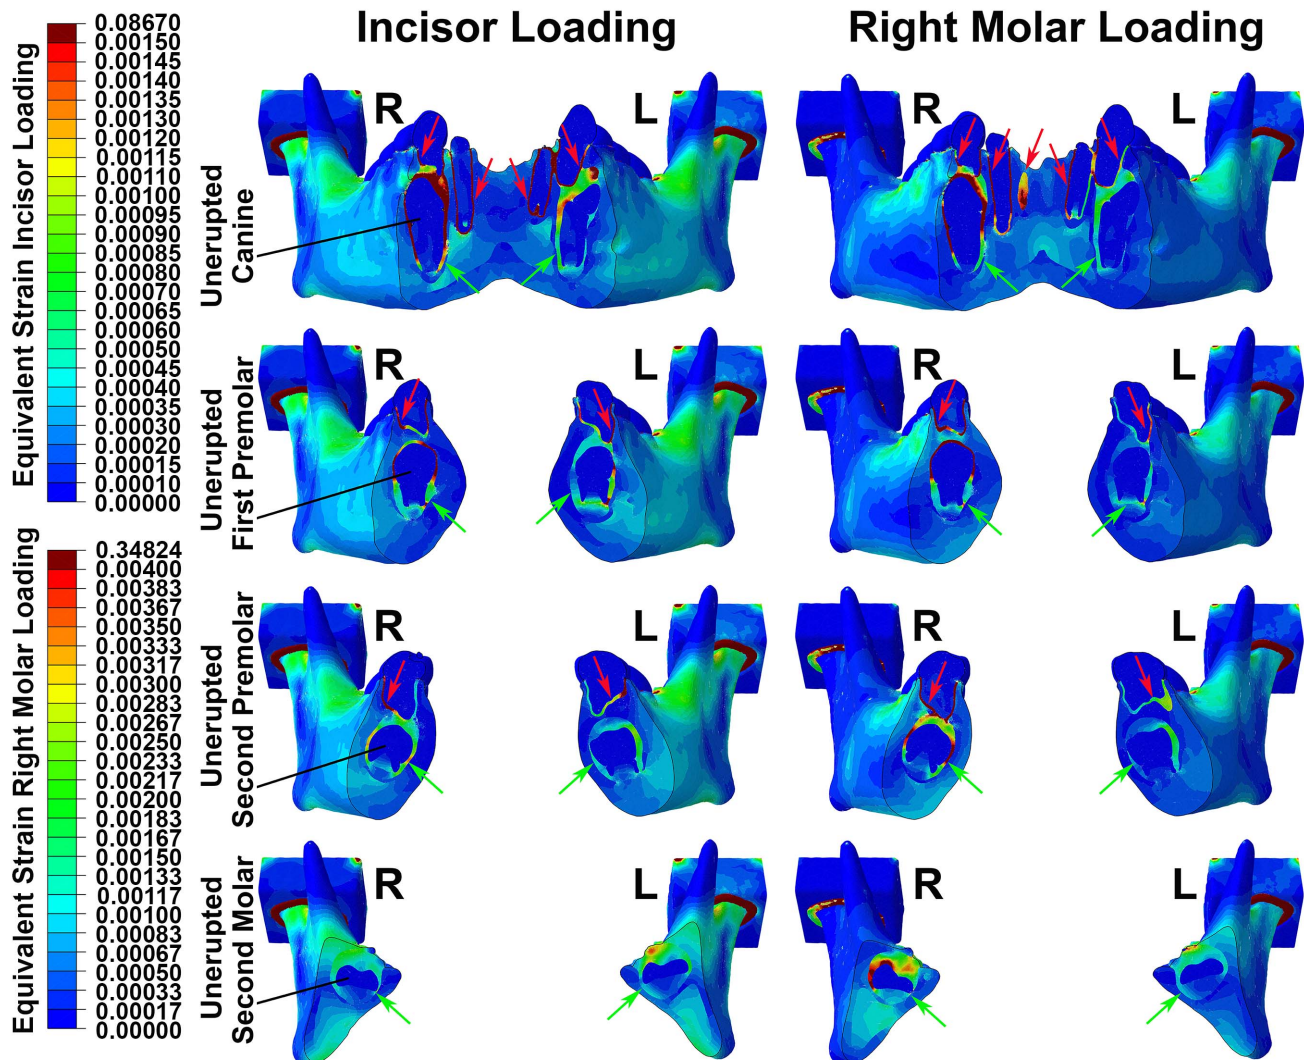 Incisor Loading
Right Molar Loading
Equivalent Strain Incisor Loading
0.08670
0.00150
0.00145
0.00140
0.00135
0.00130
0.00120
0.00115
0.00110
0.00105
0.00095
0.00090
0.00085
0.00080
0.00070
0.00065
0.00060
0.00050
0.00045
0.00040
0.00035
0.00030
0.00020
0.00015
0.00010
0.00000
Equivalent Strain Right Molar Loading
0.34824
0.00400
0.00383
0.00367
0.00350
0.00333
0.00317
0.00300
0.00283
0.00267
0.00250
0.00233
0.00217
0.00200
0.00183
0.00167
0.00150
0.00133
0.00117
0.00100
0.00083
0.00067
0.00050
0.00033
0.00017
0.00000
Unerupted
Canine
R
L
R
L
Unerupted
First Premolar
R
L
R
L
Unerupted
Second Premolar
R
L
R
L
Unerupted
Second Molar
R
L
R
L